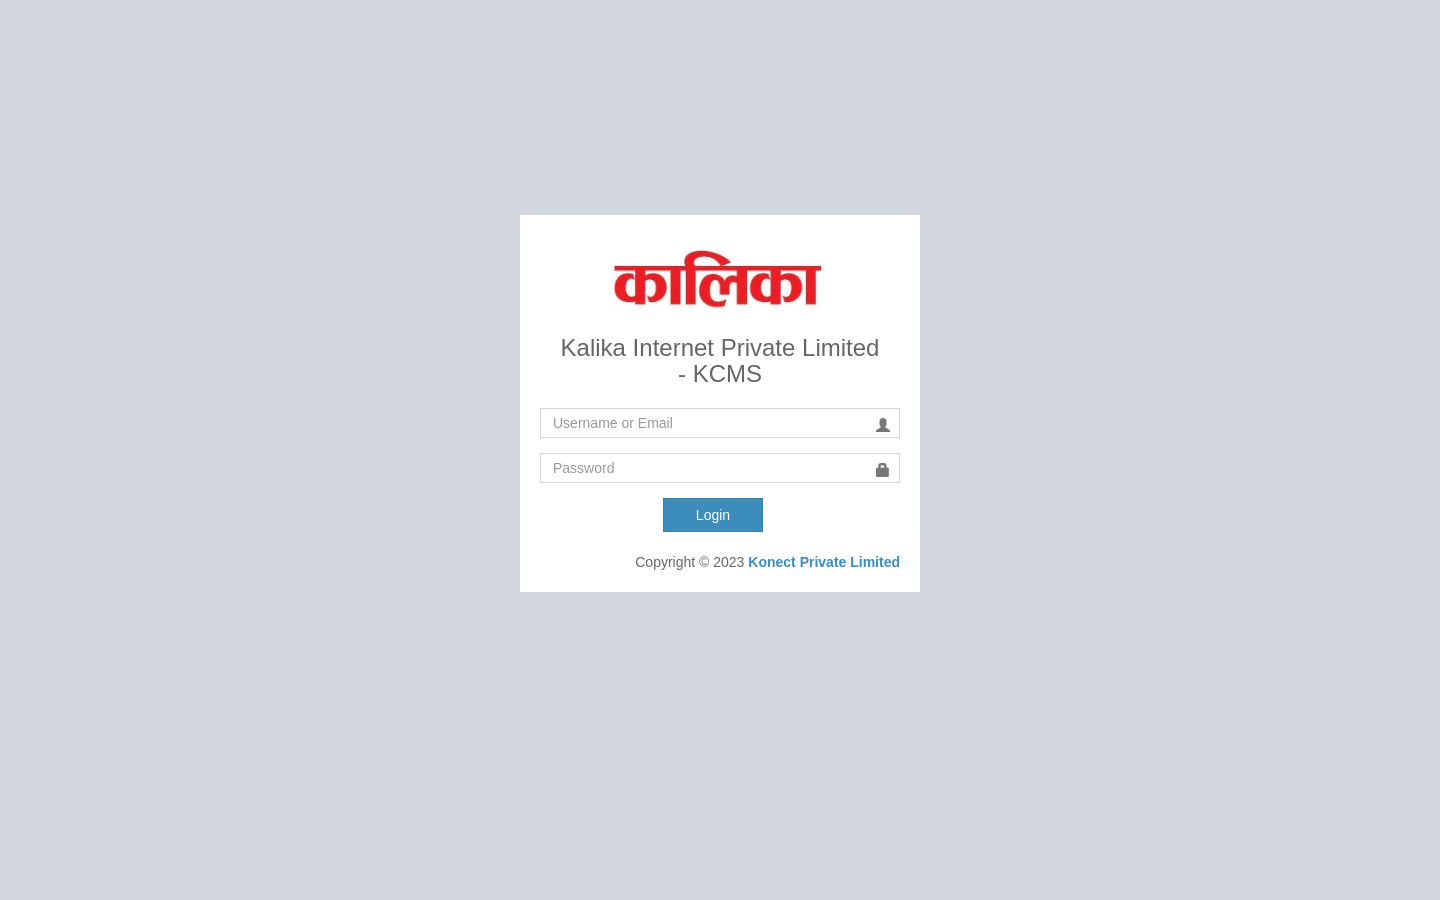 कालिका
Kalika Internet Private Limited
- KCMS
Username or Email
Password
Login
Copyright © 2023 Konect Private Limited